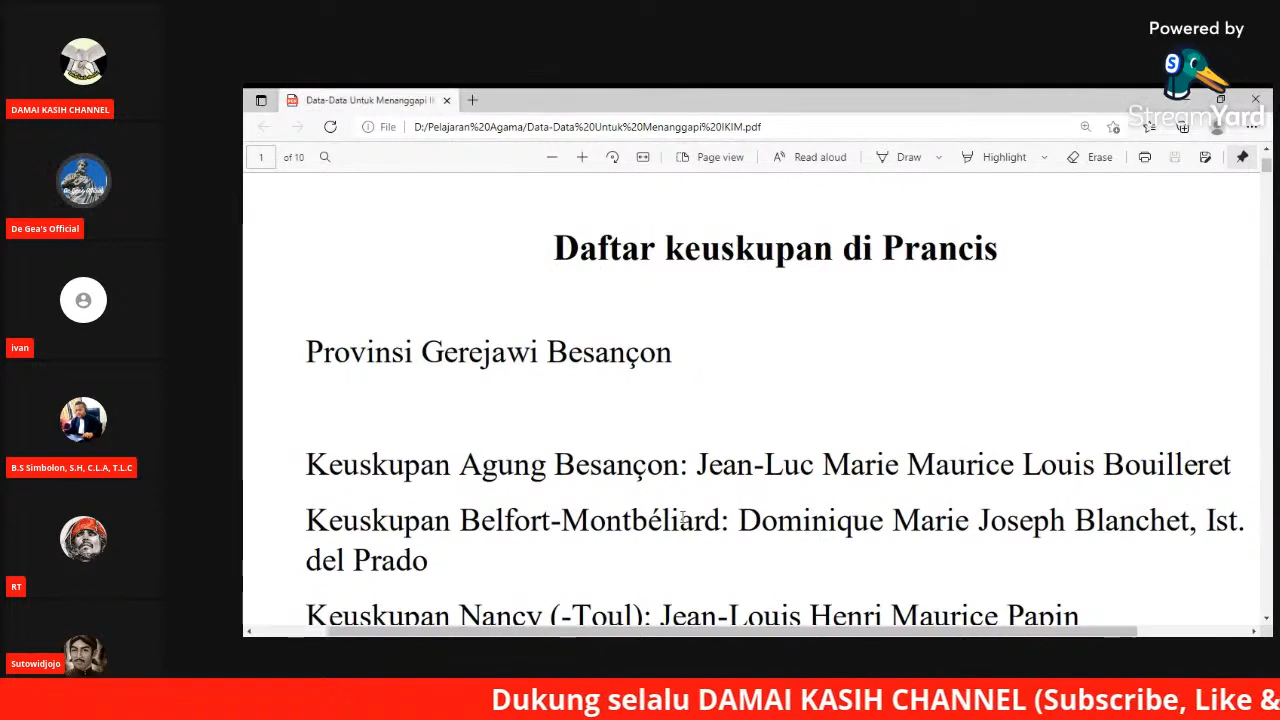 Powered by
S
StreamYard
DAMAI KASIH CHANNEL
De Gea's Official
ivan
B.S Simbolon, S.H, C.L.A, T.L.C
RT
Sutowidjojo
Data-Data Untuk Menanggapi I
File
D:/Pelajaran%20Agama/Data-Data%20Untuk%20Menanggapi%20IKIM.pdf
1 of 10
Page view
Read aloud
Draw
Highlight
Erase
Daftar keuskupan di Prancis
Provinsi Gerejawi Besançon
Keuskupan Agung Besançon: Jean-Luc Marie Maurice Louis Bouilleret
Keuskupan Belfort-Montbéliard: Dominique Marie Joseph Blanchet, Ist.
del Prado
Keuskupan Nancy (-Toul): Jean-Louis Henri Maurice Papin
Dukung selalu DAMAI KASIH CHANNEL (Subscribe, Like &